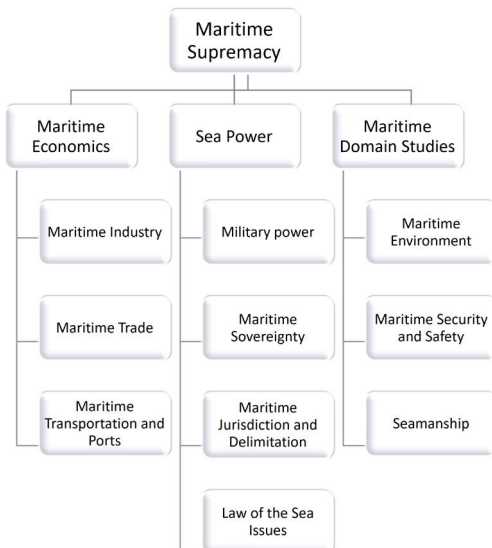 Maritime
Supremacy
Maritime
Economics
Sea Power
Maritime
Domain Studies
Maritime Industry
Military power
Maritime
Environment
Maritime Trade
Maritime
Sovereignty
Maritime Security
and Safety
Maritime
Transportation and
Ports
Maritime
Jurisdiction and
Delimitation
Seamanship
Law of the Sea
Issues